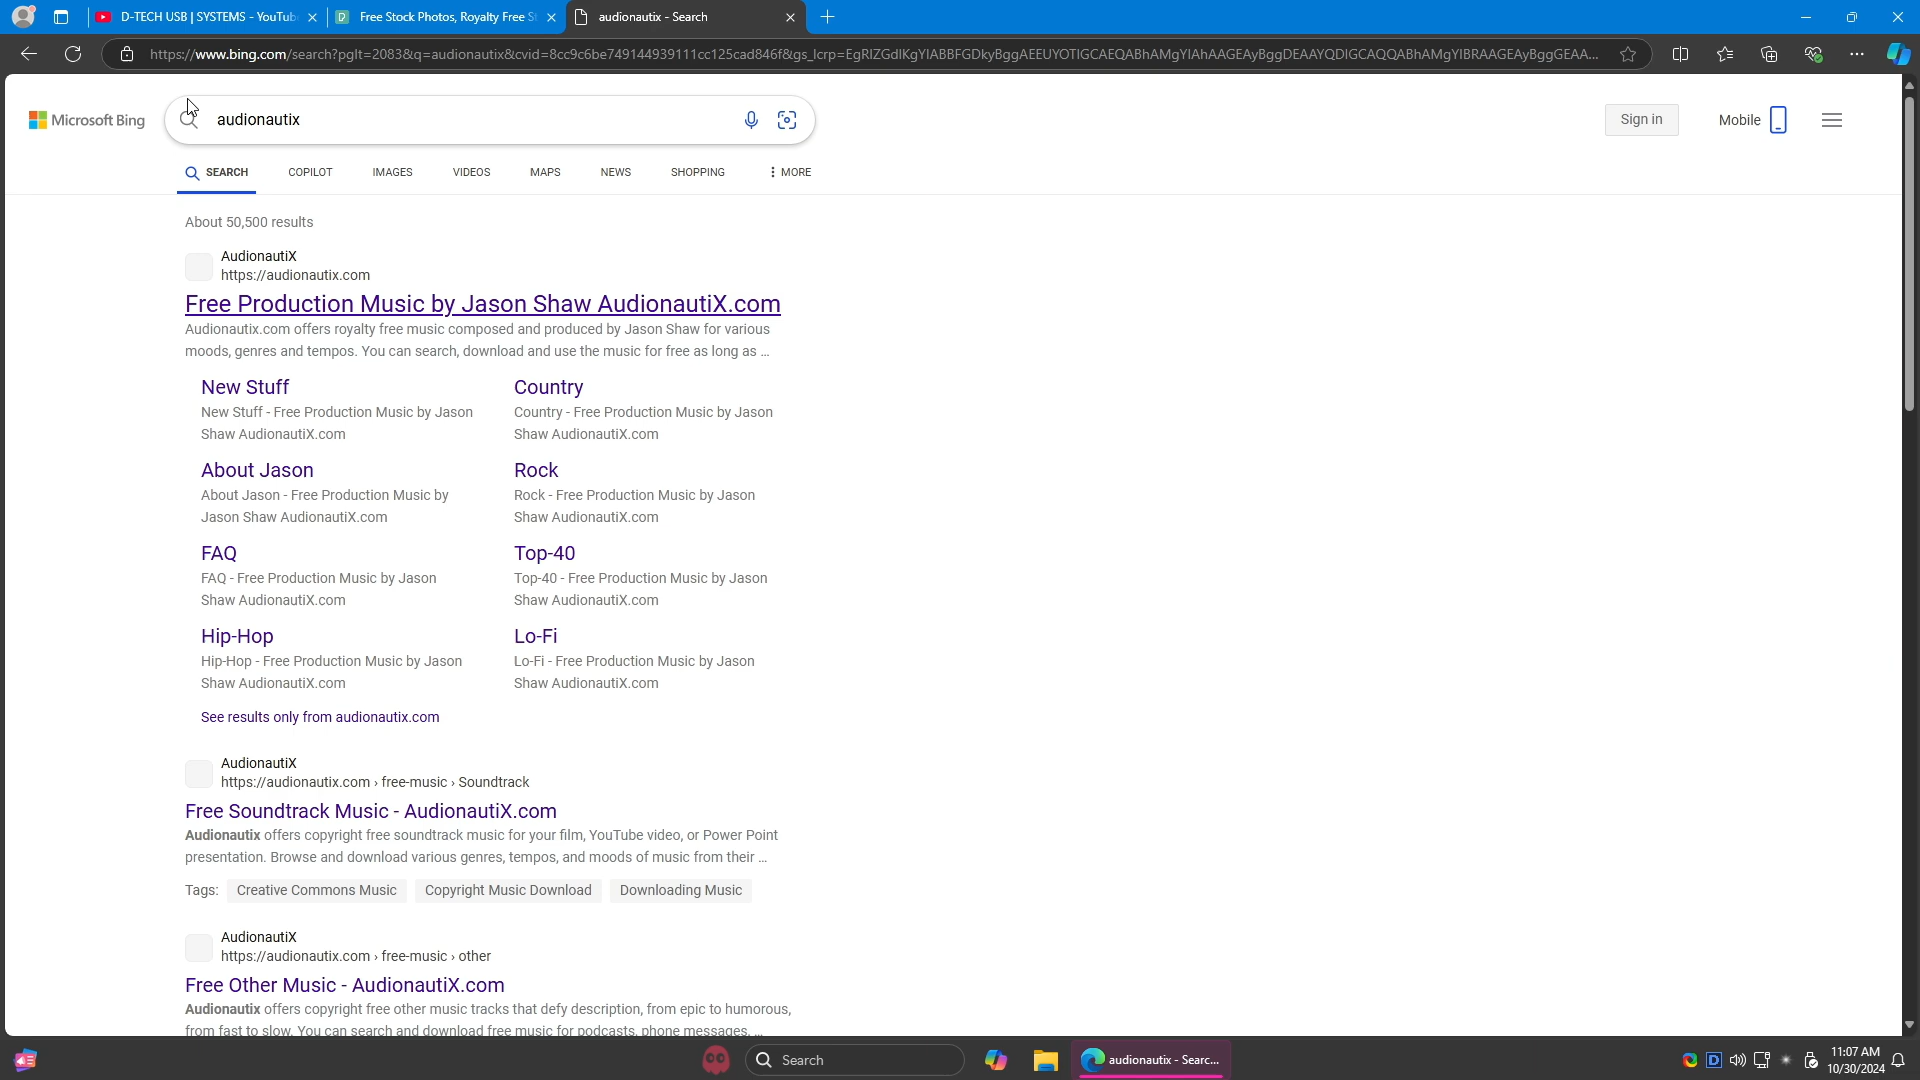 D-TECH USB | SYSTEMS - YouTub
Free Stock Photos, Royalty Free S
audionautix - Search
https://www.bing.com/search?pglt=2083&q=audionautix&cvid=8cc9c6be749144939111cc125cad846f&gs_lcrp=EgRlZGdlKgYIABBFGDkyBggAEEUYOTIGCAEQABhAMgYIAhAAGEAyBggDEAAYQDIGCAQQABhAMgYIBRAAGEAyBggGEAA...
Microsoft Bing
audionautix
Sign in
Mobile
SEARCH
COPILOT
IMAGES
VIDEOS
MAPS
NEWS
SHOPPING
MORE
About 50,500 results
AudionautiX
https://audionautix.com
Free Production Music by Jason Shaw AudionautiX.com
Audionautix.com offers royalty free music composed and produced by Jason Shaw for various
moods, genres and tempos. You can search, download and use the music for free as long as ...
New Stuff
New Stuff - Free Production Music by Jason
Shaw AudionautiX.com
Country
Country - Free Production Music by Jason
Shaw AudionautiX.com
About Jason
About Jason - Free Production Music by
Jason Shaw AudionautiX.com
Rock
Rock - Free Production Music by Jason
Shaw AudionautiX.com
FAQ
FAQ - Free Production Music by Jason
Shaw AudionautiX.com
Top-40
Top-40 - Free Production Music by Jason
Shaw AudionautiX.com
Hip-Hop
Hip-Hop - Free Production Music by Jason
Shaw AudionautiX.com
Lo-Fi
Lo-Fi - Free Production Music by Jason
Shaw AudionautiX.com
See results only from audionautix.com
AudionautiX
https://audionautix.com › free-music › Soundtrack
Free Soundtrack Music - AudionautiX.com
Audionautix offers copyright free soundtrack music for your film, YouTube video, or Power Point
presentation. Browse and download various genres, tempos, and moods of music from their ...
Tags: Creative Commons Music Copyright Music Download Downloading Music
AudionautiX
https://audionautix.com › free-music › other
Free Other Music - AudionautiX.com
Audionautix offers copyright free other music tracks that defy description, from epic to humorous,
from fast to slow. You can search and download free music for podcasts, phone messages, ...
Search
audionautix - Searc...
11:07 AM
10/30/2024